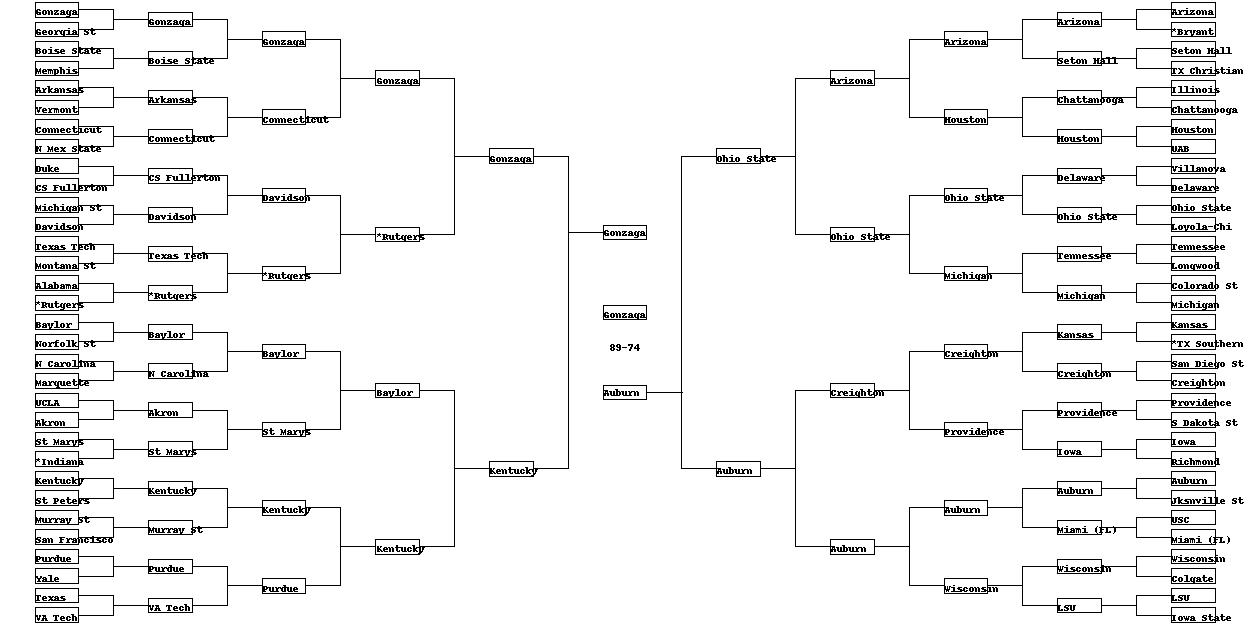 Gonzaga
Georgia St
Boise State
Memphis
Arkansas
Vermont
Connecticut
N Mex State
Duke
CS Fullerton
Michigan St
Davidson
Texas Tech
Montana St
Alabama
*Rutgers
Baylor
Norfolk St
N Carolina
Marquette
UCLA
Akron
St Marys
*Indiana
Kentucky
St Peters
Murray St
San Francisco
Purdue
Yale
Texas
VA Tech
Gonzaga
Boise State
Arkansas
Connecticut
CS Fullerton
Davidson
Texas Tech
*Rutgers
Baylor
N Carolina
Akron
St Marys
Kentucky
Murray St
Purdue
VA Tech
Gonzaga
Connecticut
Davidson
*Rutgers
Baylor
St Marys
Kentucky
Purdue
Gonzaga
*Rutgers
Baylor
Kentucky
Gonzaga
Kentucky
Gonzaga
Gonzaga
89-74
Auburn
Ohio State
Auburn
Arizona
Ohio State
Creighton
Auburn
Arizona
Houston
Ohio State
Michigan
Creighton
Providence
Auburn
Wisconsin
Arizona
Seton Hall
Chattanooga
Houston
Delaware
Ohio State
Tennessee
Michigan
Kansas
Creighton
Providence
Iowa
Auburn
Miami (FL)
Wisconsin
LSU
Arizona
*Bryant
Seton Hall
TX Christian
Illinois
Chattanooga
Houston
UAB
Villanova
Delaware
Ohio State
Loyola-Chi
Tennessee
Longwood
Colorado St
Michigan
Kansas
*TX Southern
San Diego St
Creighton
Providence
S Dakota St
Iowa
Richmond
Auburn
Jksnville St
USC
Miami (FL)
Wisconsin
Colgate
LSU
Iowa State